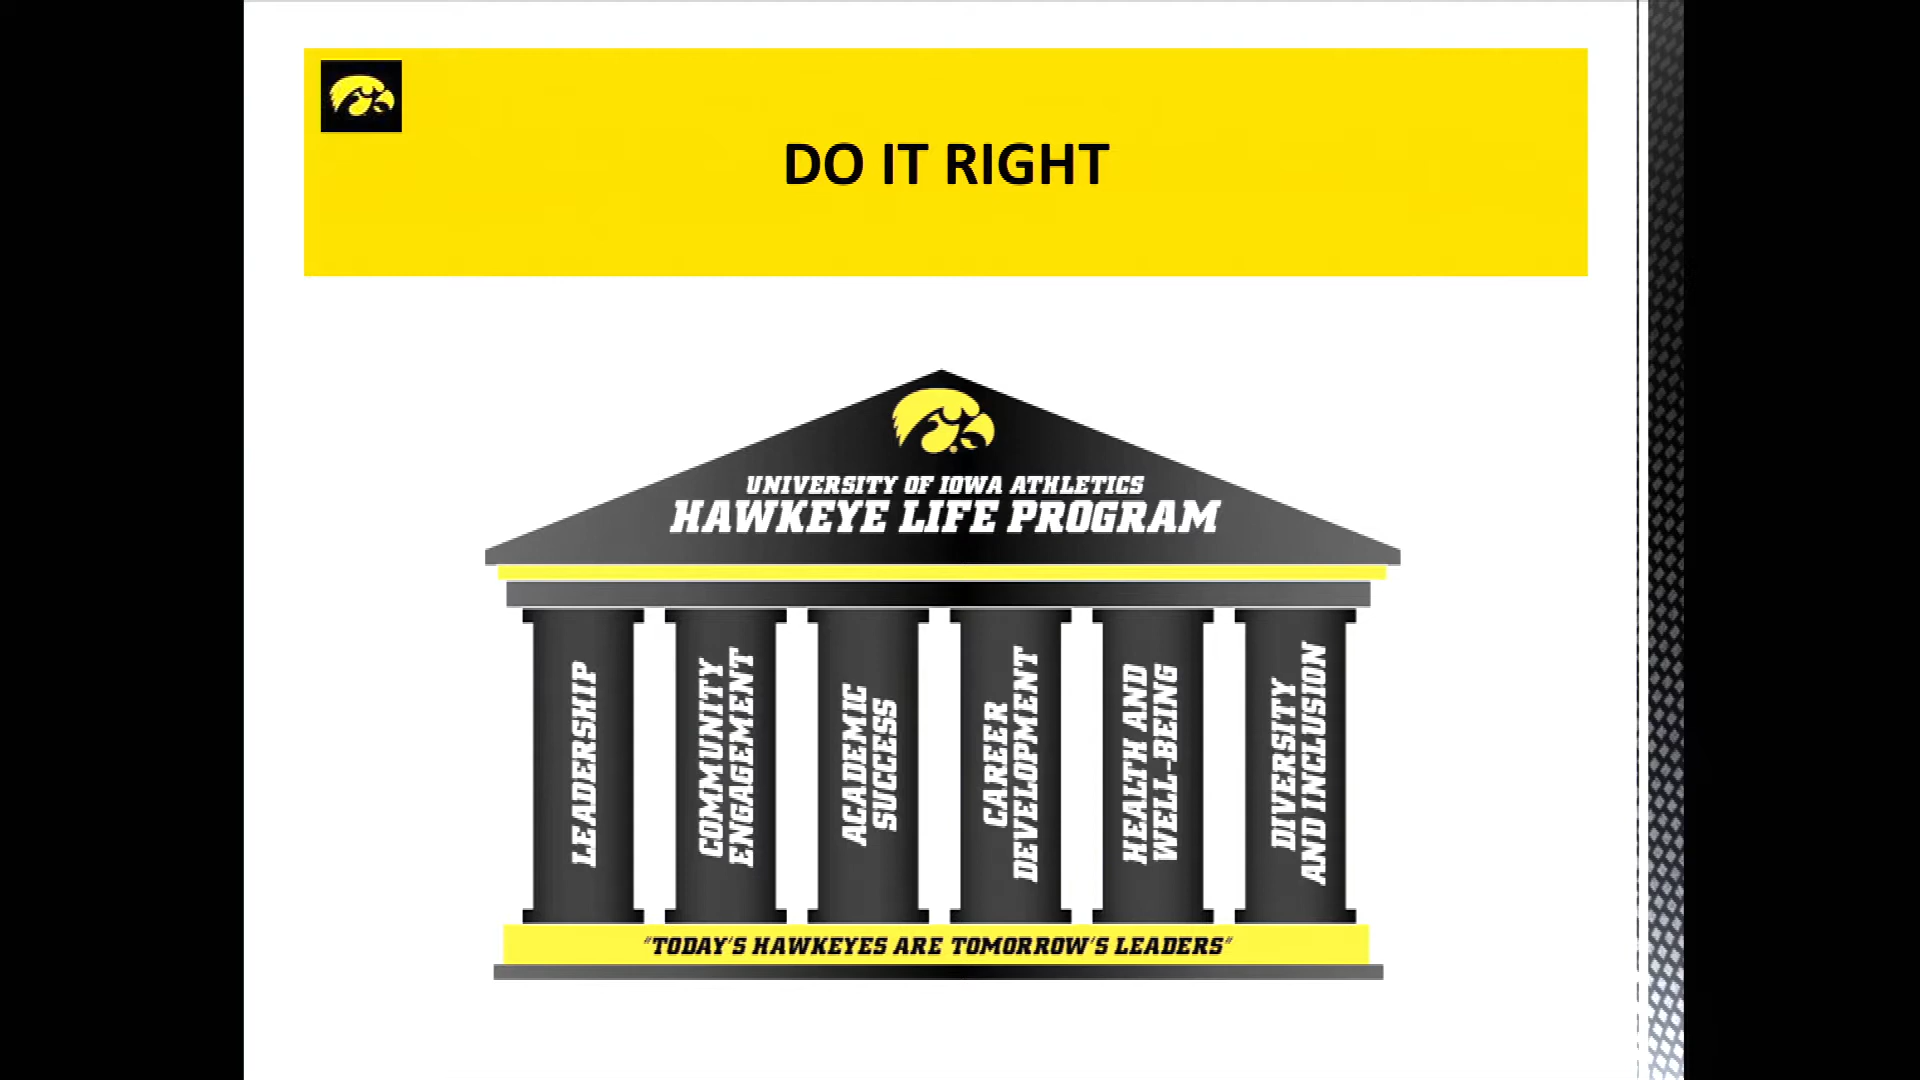 DO IT RIGHT
UNIVERSITY OF IOWA ATHLETICS
HAWKEYE LIFE PROGRAM
LEADERSHIP
COMMUNITY
ENGAGEMENT
ACADEMIC
SUCCESS
CAREER
DEVELOPMENT
HEALTH AND
WELL-BEING
DIVERSITY
AND INCLUSION
"TODAY'S HAWKEYES ARE TOMORROW'S LEADERS"